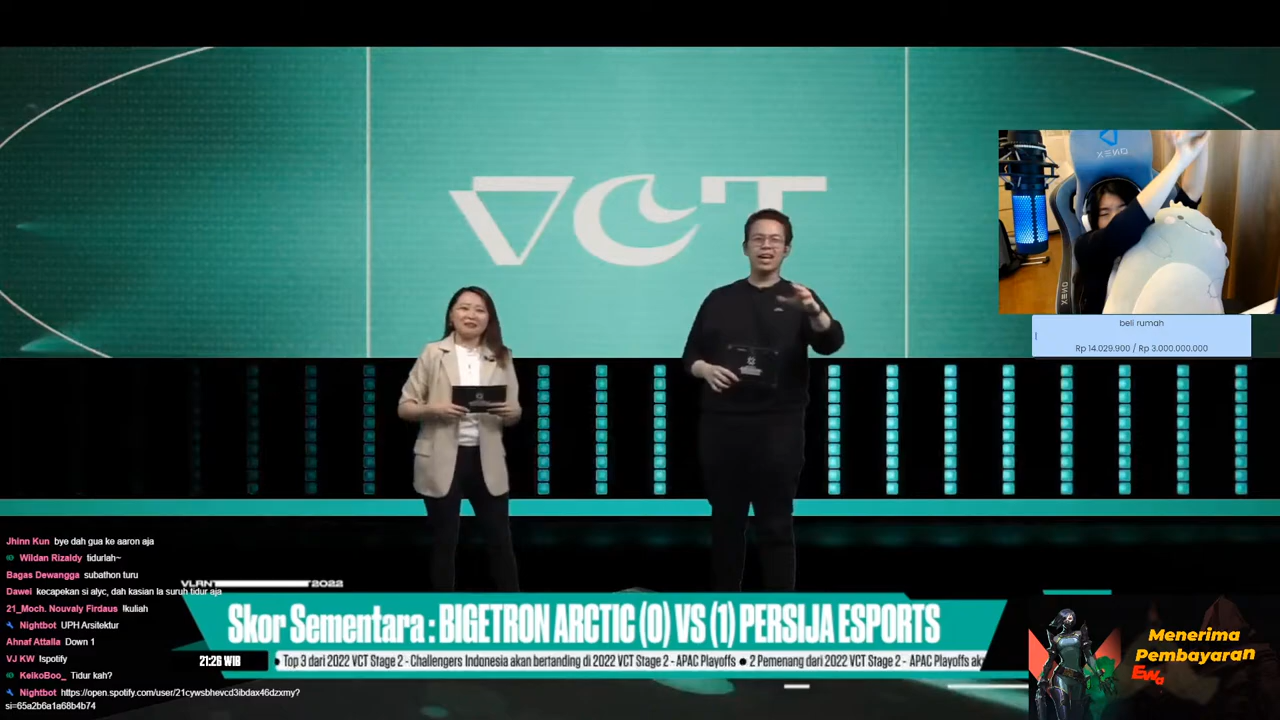 VCT
QNEX
QNEX
beli rumah
Rp 14.029.900 / Rp 3.000.000.000
Jhinn Kun bye dah gua ke aaron aja
Wildan Rizaldy tidurlah~
Bagas Dewangga subathon turu
Dawei kecapekan si alyc, dah kasian la suruh tidur aja
21_Moch. Nouvaly Firdaus !kuliah
Nightbot UPH Arsitektur
Ahnaf Attalla Down 1
VJ KW !spotify
KeikoBoo_ Tidur kah?
Nightbot https://open.spotify.com/user/21cywsbhevcd3ibdax46dzxmy?
si=65a2b6a1a68b4b74
VLRNT 2022
Skor Sementara : RIGETRON ARCTIC (0) VS (1) PERSIJA ESPORTS
21:26 WIB
Top 3 dari 2022 VCT Stage 2 - Challengers Indonesia akan bertanding di 2022 VCT Stage 2 - APAC Playoffs ● 2 Pemenang dari 2022 VCT Stage 2 - APAC Playoffs
Menerima
Pembayaran